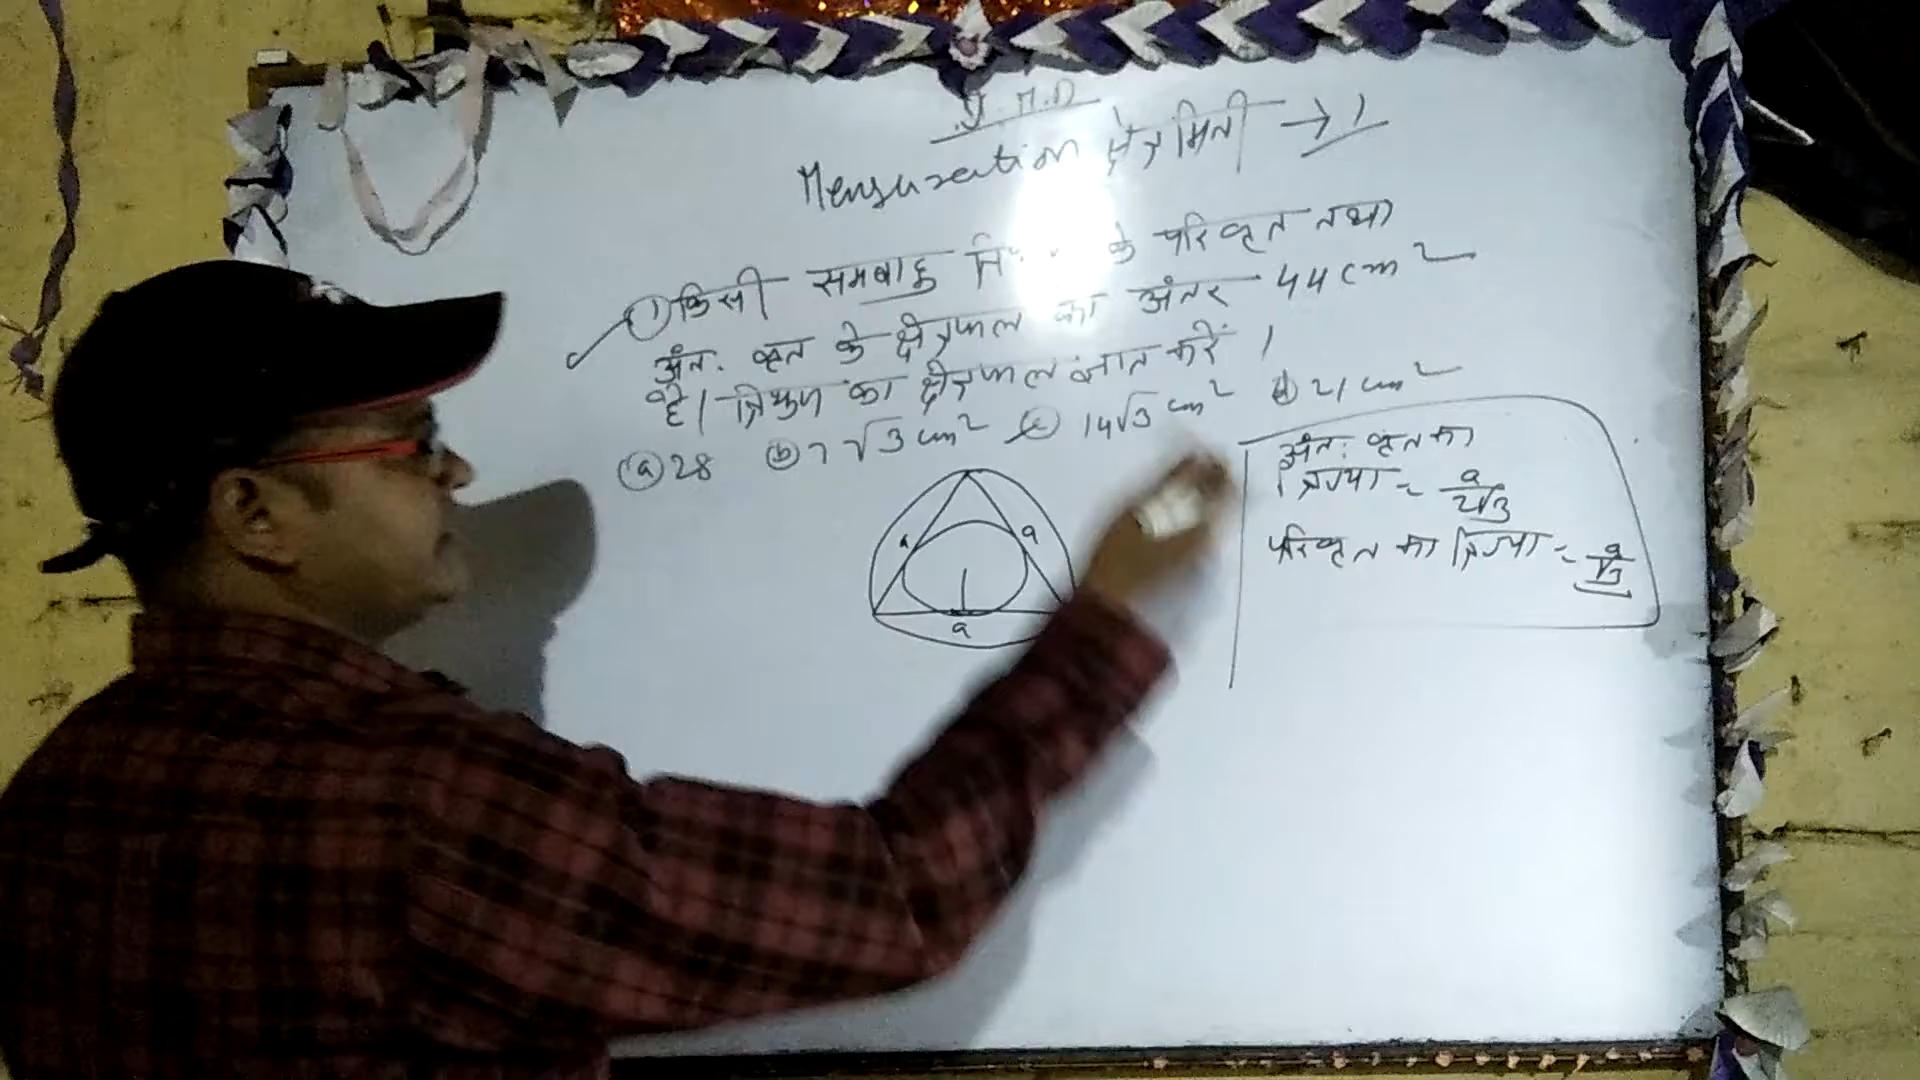 J.M.D
Mensuration क्षेत्रमिती → 1
① किसी समबाहु के परिवृत तथा
अंत: वृत के क्षेत्रफल का अंतर 44 cm²
है। त्रिभुज का क्षेत्रफल ज्ञात करें।
ⓐ 28 ⓑ 7√3 cm² ⓒ 14√3 cm² ⓓ 21 cm²
a a
a
अंत: वृत का
त्रिज्या = a/2√3
परिवृत का त्रिज्या = a/√3